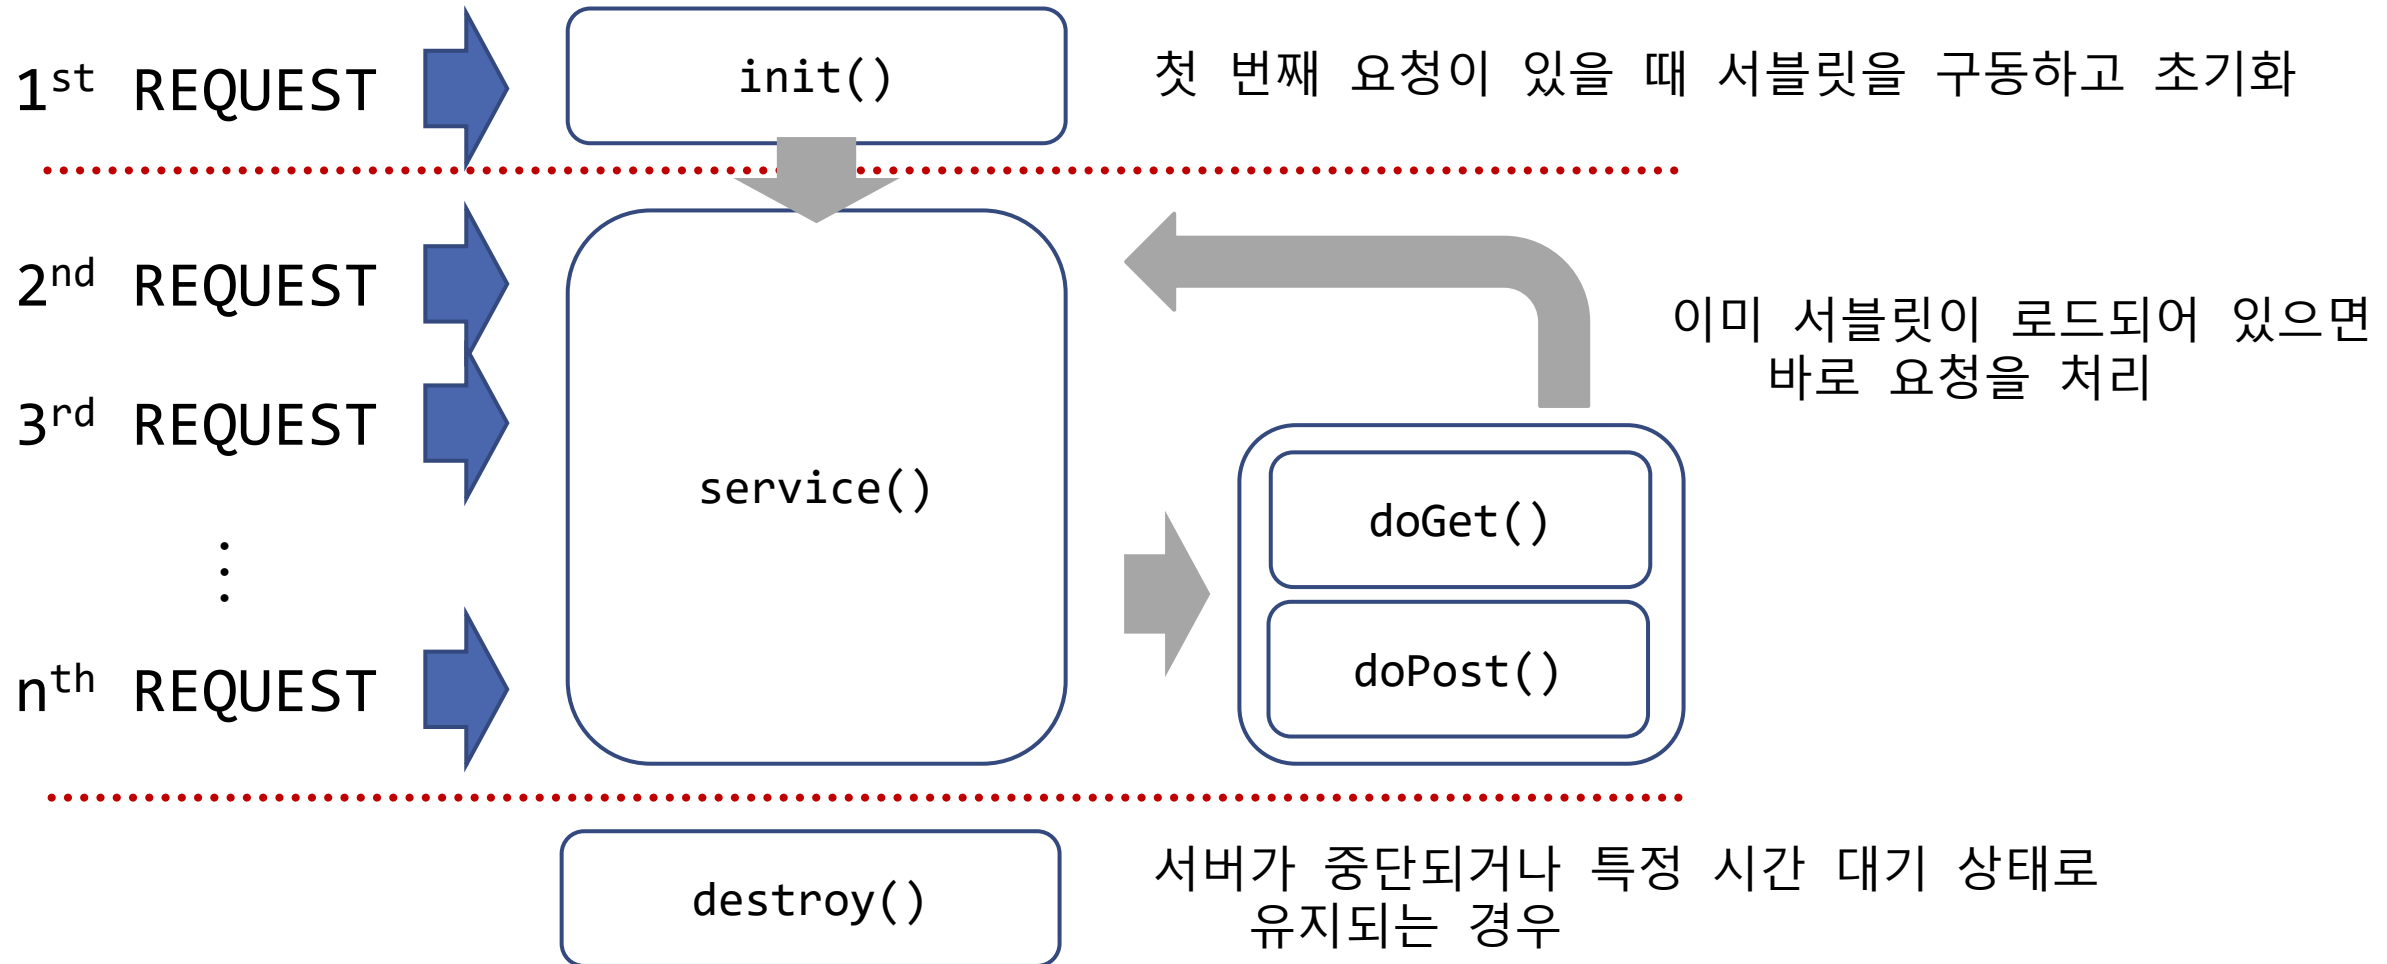 1st REQUEST
init()
첫 번째 요청이 있을 때 서블릿을 구동하고 초기화
2nd REQUEST
3rd REQUEST
⋮
nth REQUEST
service()
이미 서블릿이 로드되어 있으면
바로 요청을 처리
doGet()
doPost()
destroy()
서버가 중단되거나 특정 시간 대기 상태로
유지되는 경우